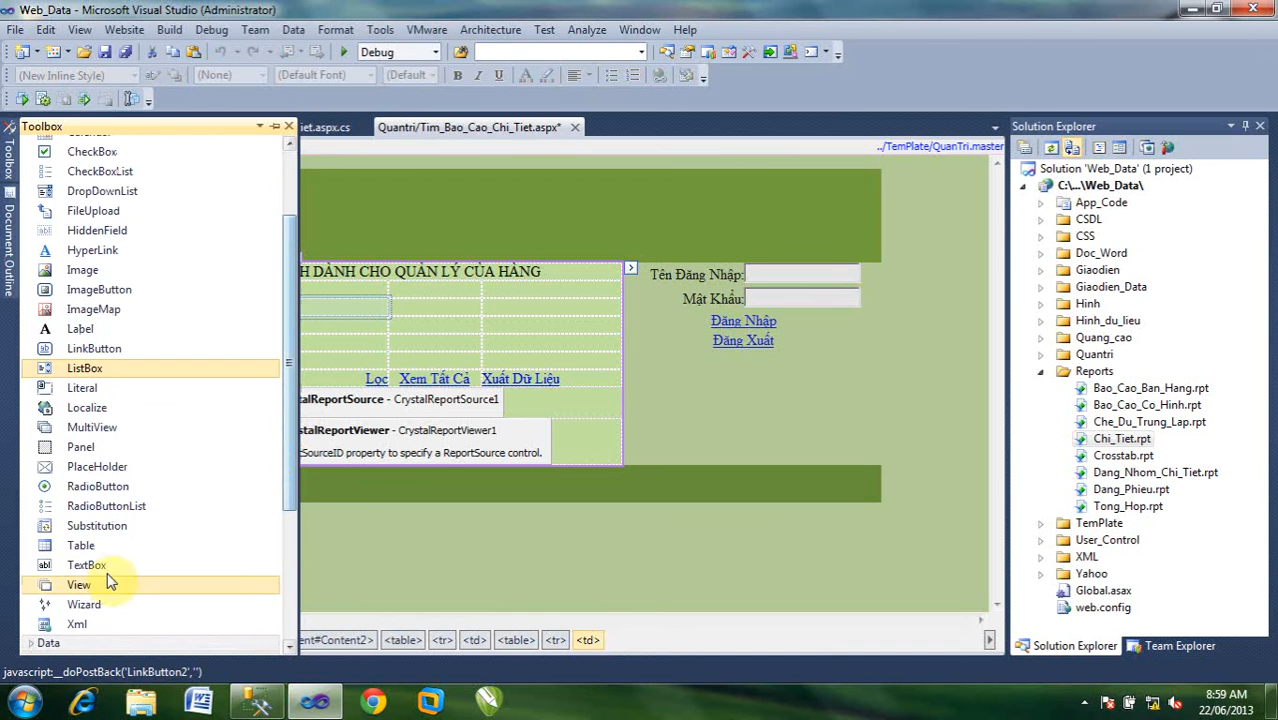 Web_Data - Microsoft Visual Studio (Administrator)
File Edit View Website Build Debug Team Data Format Tools VMware Architecture Test Analyze Window Help
Debug
(New Inline Style) (None) (Default Font) (Default B I U A
Toolbox
iet.aspx.cs Quantri/Tim_Bao_Cao_Chi_Tiet.aspx*
../TemPlate/QuanTri.master
Toolbox
Document Outline
CheckBox
CheckBoxList
DropDownList
FileUpload
HiddenField
HyperLink
Image
ImageButton
ImageMap
Label
LinkButton
ListBox
Literal
Localize
MultiView
Panel
PlaceHolder
RadioButton
RadioButtonList
Substitution
Table
TextBox
View
Wizard
Xml
Data
H DÀNH CHO QUẢN LÝ CỦA HÀNG
Lọc Xem Tất Cả Xuất Dữ Liệu
stalReportSource - CrystalReportSource1
stalReportViewer - CrystalReportViewer1
tSourceID property to specify a ReportSource control.
Tên Đăng Nhập:
Mật Khẩu:
Đăng Nhập
Đăng Xuất
ent#Content2> <table> <tr> <td> <table> <tr> <td>
Solution Explorer
Solution 'Web_Data' (1 project)
C:\...\Web_Data\
App_Code
CSDL
CSS
Doc_Word
Giaodien
Giaodien_Data
Hinh
Hinh_du_lieu
Quang_cao
Quantri
Reports
Bao_Cao_Ban_Hang.rpt
Bao_Cao_Co_Hinh.rpt
Che_Du_Trung_Lap.rpt
Chi_Tiet.rpt
Crosstab.rpt
Dang_Nhom_Chi_Tiet.rpt
Dang_Phieu.rpt
Tong_Hop.rpt
TemPlate
User_Control
XML
Yahoo
Global.asax
web.config
Solution Explorer Team Explorer
javascript:__doPostBack('LinkButton2','')
8:59 AM
22/06/2013